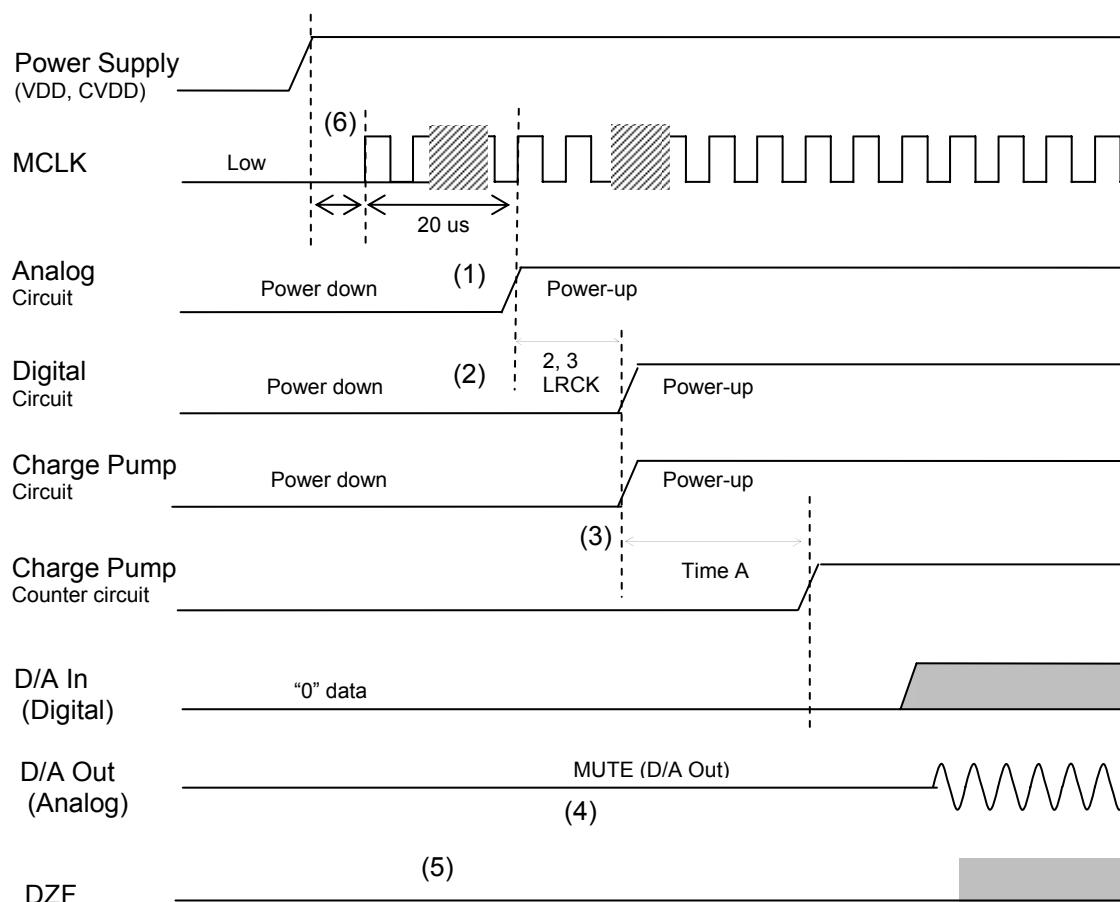 Power Supply
(VDD, CVDD)
(6)
MCLK
Low
20 us
Analog
Circuit
Power down
(1)
Power-up
Digital
Circuit
Power down
(2)
2, 3
LRCK
Power-up
Charge Pump
Circuit
Power down
Power-up
(3)
Charge Pump
Counter circuit
Time A
D/A In
(Digital)
“0” data
D/A Out
(Analog)
MUTE (D/A Out)
(4)
(5)
DZF